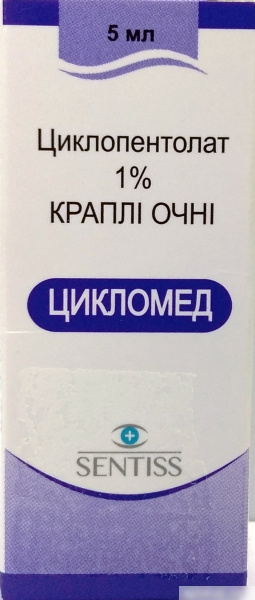 5 мл
Циклопентолат
1%
КРАПЛІ ОЧНІ
ЦИКЛОМЕД
SENTISS